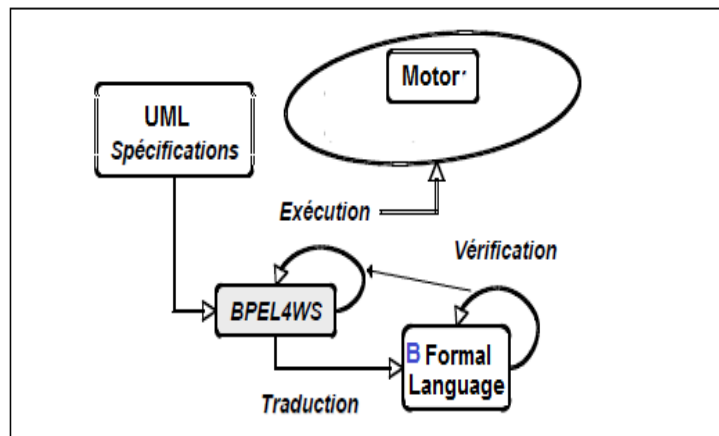 Motor
UML
Spécifications
Exécution
Vérification
BPEL4WS
B Formal
Language
Traduction